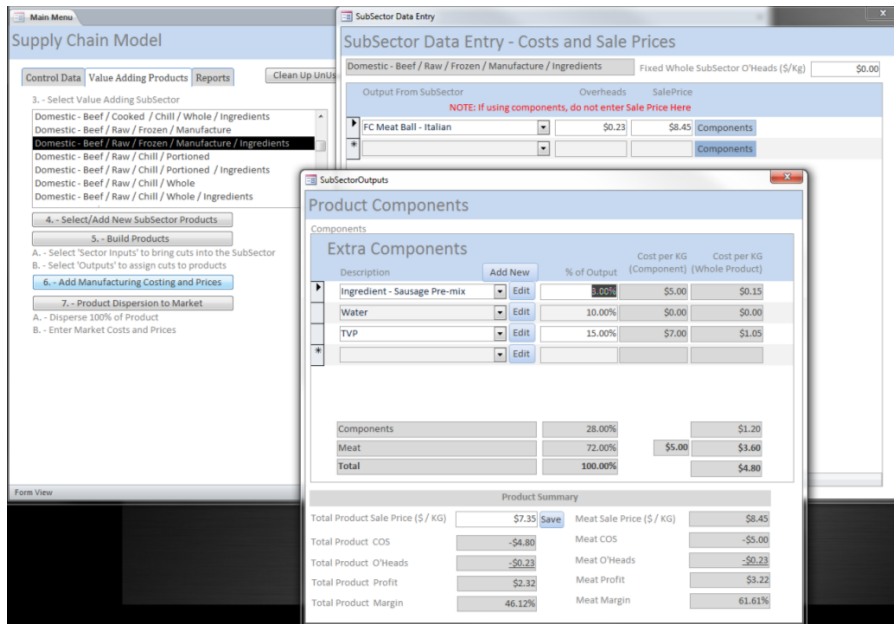 Main Menu
Supply Chain Model
Control Data
Value Adding Products
Reports
Clean Up UnUs
3. - Select Value Adding SubSector
Domestic - Beef / Cooked / Chill / Whole / Ingredients
Domestic - Beef / Raw / Frozen / Manufacture
Domestic - Beef / Raw / Frozen / Manufacture / Ingredients
Domestic - Beef / Raw / Chill / Portioned
Domestic - Beef / Raw / Chill / Portioned / Ingredients
Domestic - Beef / Raw / Chill / Whole
Domestic - Beef / Raw / Chill / Whole / Ingredients
4. - Select/Add New SubSector Products
5. - Build Products
A. - Select 'Sector Inputs' to bring cuts into the SubSector
B. - Select 'Outputs' to assign cuts to products
6. - Add Manufacturing Costing and Prices
7. - Product Dispersion to Market
A. - Disperse 100% of Product
B. - Enter Market Costs and Prices
Form View
SubSector Data Entry
SubSector Data Entry - Costs and Sale Prices
Domestic - Beef / Raw / Frozen / Manufacture / Ingredients
Fixed Whole SubSector O'Heads ($/Kg)
$0.00
Output From SubSector Overheads SalePrice
NOTE: If using components, do not enter Sale Price Here
FC Meat Ball - Italian $0.23 $8.45 Components
Components
SubSectorOutputs
x
Product Components
Components
Extra Components
Description Add New % of Output Cost per KG (Component) Cost per KG (Whole Product)
Ingredient - Sausage Pre-mix Edit 3.00% $5.00 $0.15
Water Edit 10.00% $0.00 $0.00
TVP Edit 15.00% $7.00 $1.05
Edit
Components 28.00% $1.20
Meat 72.00% $5.00 $3.60
Total 100.00% $4.80
Product Summary
Total Product Sale Price ($ / KG) $7.35 Save Meat Sale Price ($ / KG) $8.45
Total Product COS -$4.80 Meat COS -$5.00
Total Product O'Heads -$0.23 Meat O'Heads -$0.23
Total Product Profit $2.32 Meat Profit $3.22
Total Product Margin 46.12% Meat Margin 61.61%